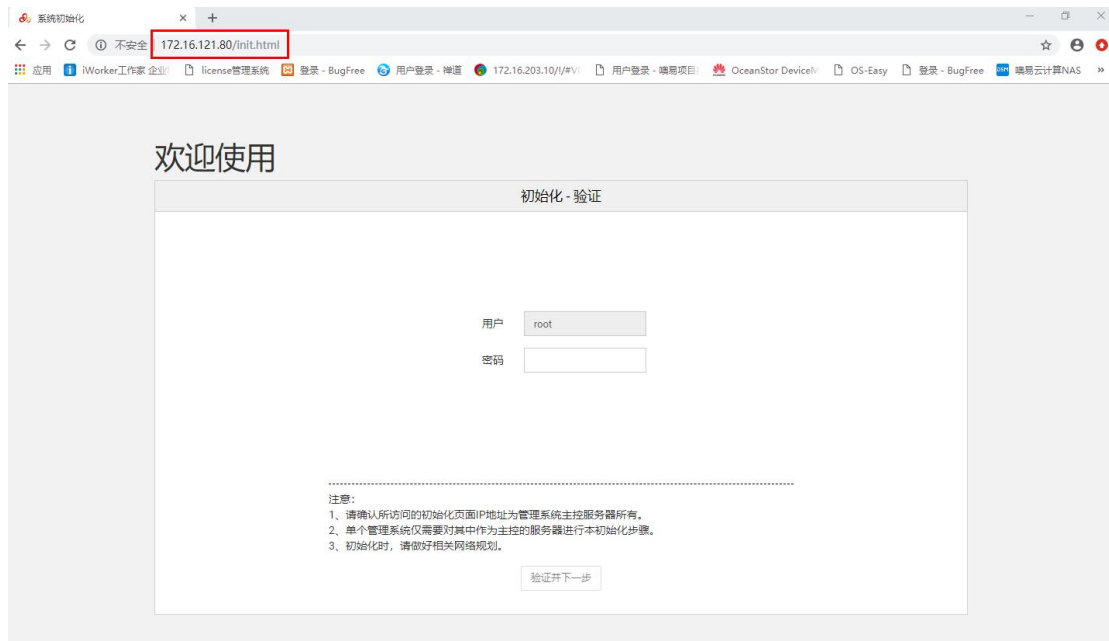 系统初始化
不安全 172.16.121.80/init.html
应用 iWorker工作家 企业 license管理系统 登录 - BugFree 用户登录 - 禅道 172.16.203.10/l/#V 用户登录 - 噢易项目 OceanStor DeviceM OS-Easy 登录 - BugFree 噢易云计算NAS »
欢迎使用
初始化 - 验证
用户 root
密码
注意：
1、请确认所访问的初始化页面IP地址为管理系统主控服务器所有。
2、单个管理系统仅需要对其中作为主控的服务器进行本初始化步骤。
3、初始化时，请做好相关网络规划。
验证并下一步